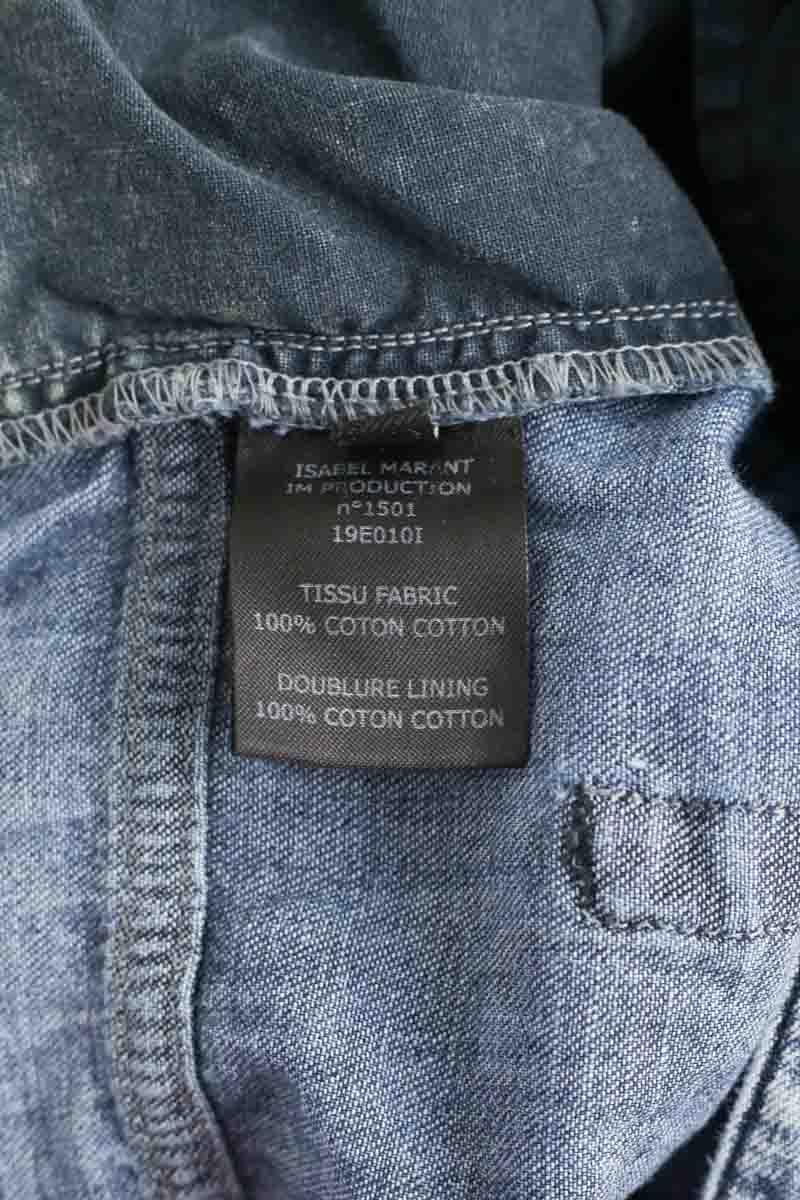 ISABEL MARANT
IM PRODUCTION
n°1501
19E010I
TISSU FABRIC
100% COTON COTTON
DOUBLURE LINING
100% COTON COTTON